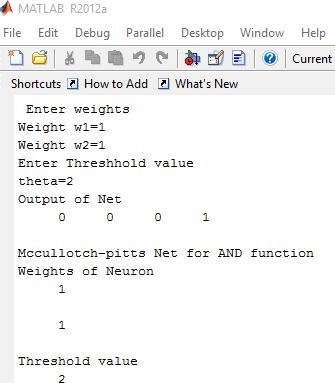 MATLAB R2012a
File Edit Debug Parallel Desktop Window Help
Current
Shortcuts How to Add What's New
Enter weights
Weight w1=1
Weight w2=1
Enter Threshhold value
theta=2
Output of Net
0 0 0 1
Mccullotch-pitts Net for AND function
Weights of Neuron
1
1
Threshold value
2